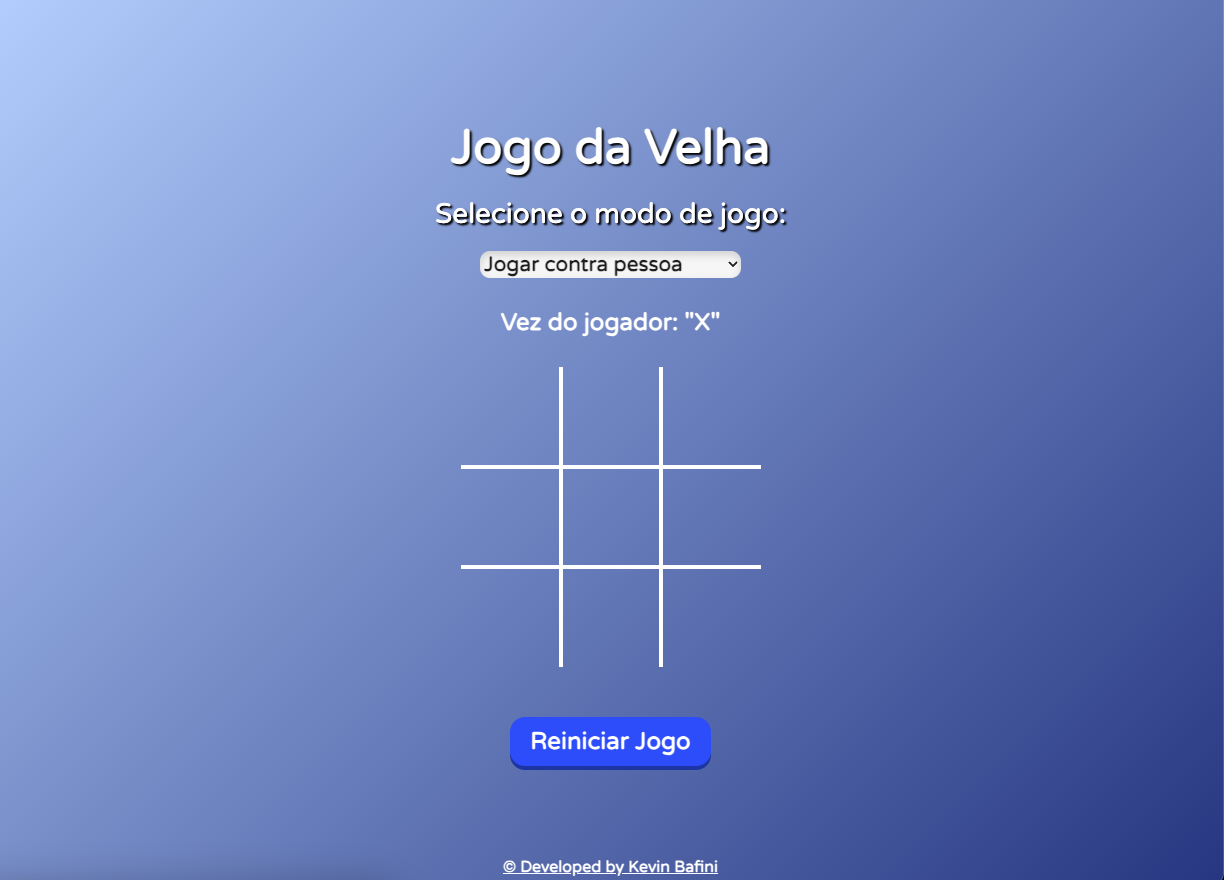 Jogo da Velha
Selecione o modo de jogo:
Jogar contra pessoa
Vez do jogador: "X"
Reiniciar Jogo
© Developed by Kevin Bafini